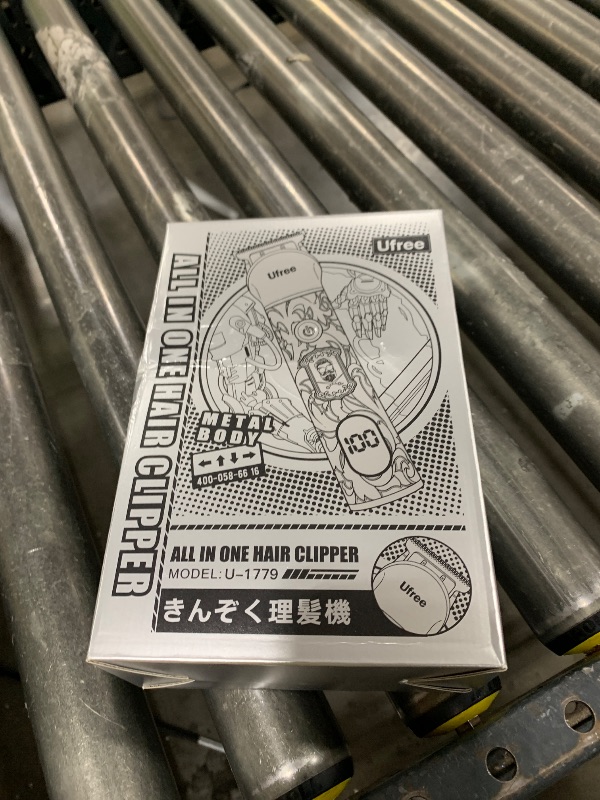 Ufree
ALL IN ONE HAIR CLIPPER
Ufree
100
METAL
BODY
400-058-66 16
ALL IN ONE HAIR CLIPPER
MODEL: U-1779
きんぞく理髪機
Ufree